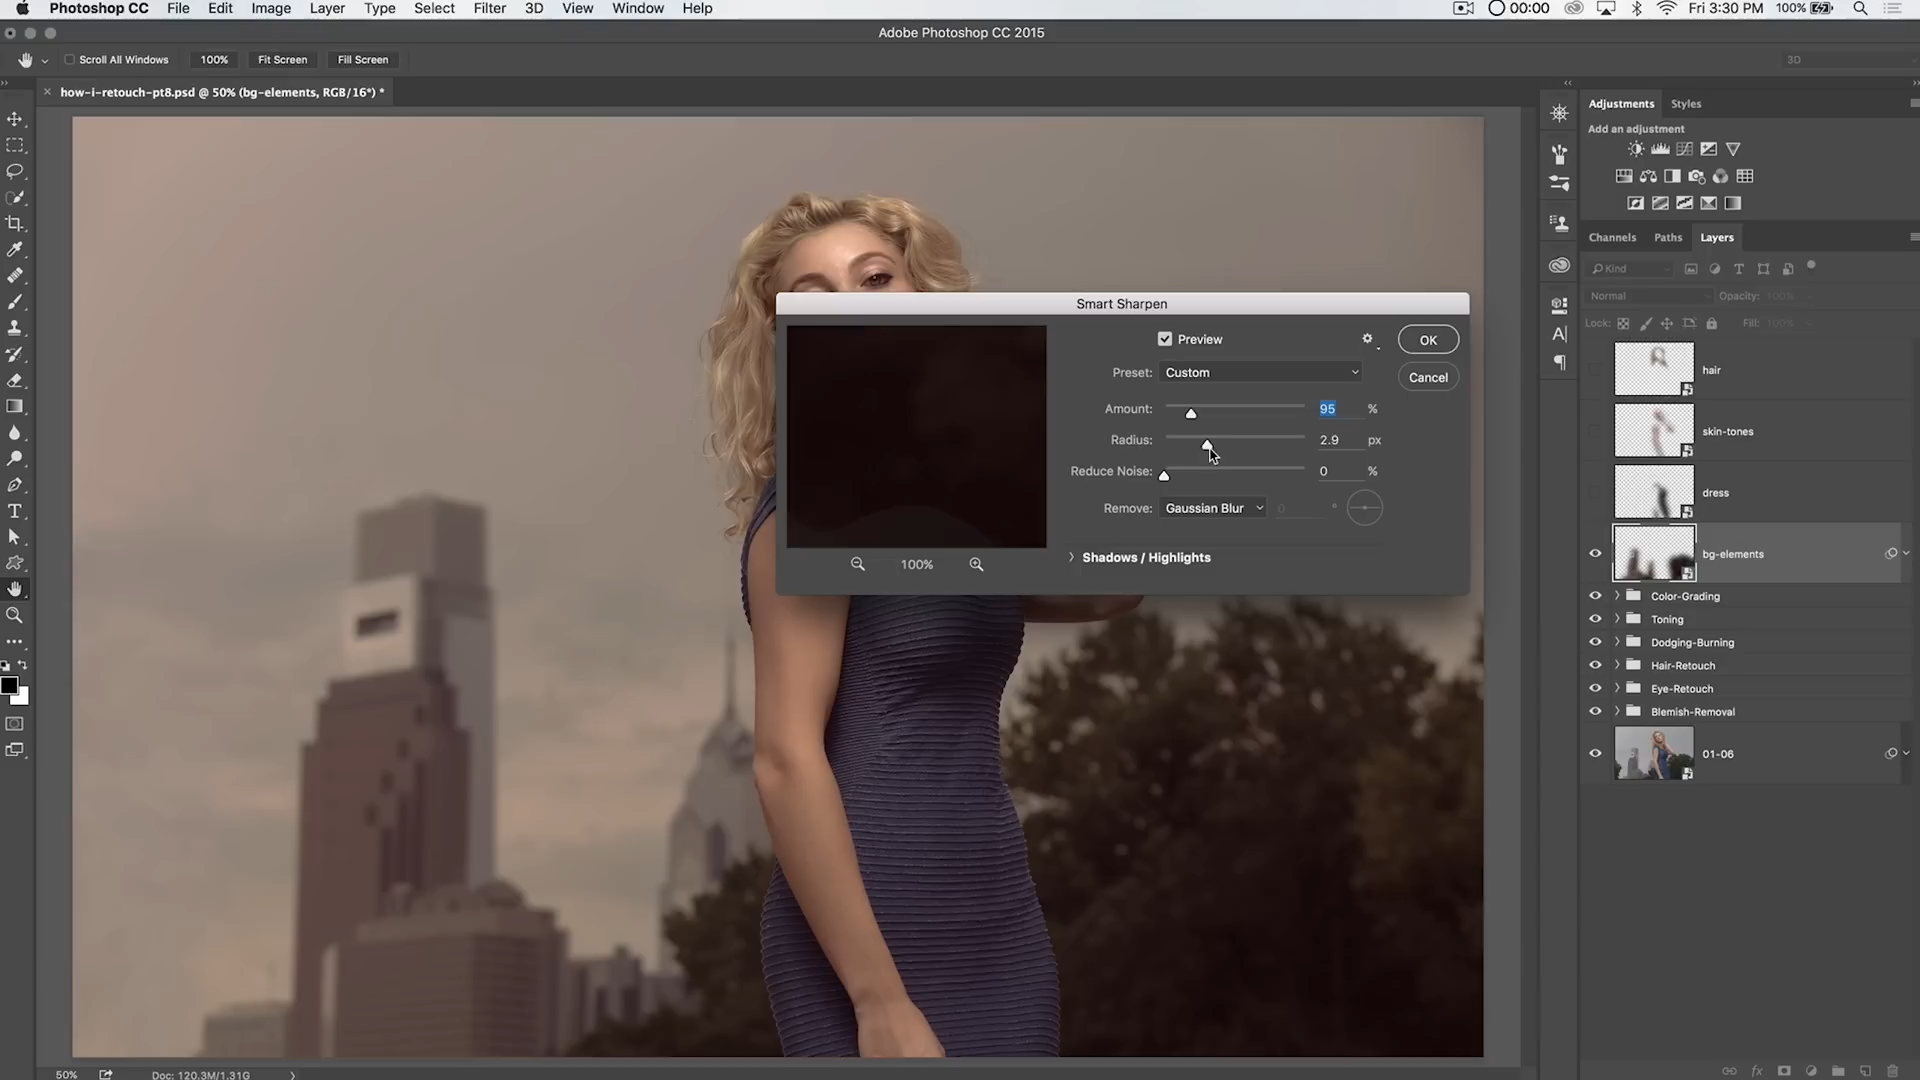 Photoshop CC File Edit Image Layer Type Select Filter 3D View Window Help 00:00 Fri 3:30 PM 100%
Adobe Photoshop CC 2015
Scroll All Windows 100% Fit Screen Fill Screen 3D
how-i-retouch-pt8.psd @ 50% (bg-elements, RGB/16*) *
Adjustments Styles
Add an adjustment
Channels Paths Layers
Kind
Normal Opacity: 100%
Lock: Fill: 100%
hair
skin-tones
dress
bg-elements
Color-Grading
Toning
Dodging-Burning
Hair-Retouch
Eye-Retouch
Blemish-Removal
01-06
Smart Sharpen
Preview
OK
Preset: Custom
Cancel
Amount: 95 %
Radius: 2.9 px
Reduce Noise: 0 %
Remove: Gaussian Blur 0 °
Shadows / Highlights
100%
50% Doc: 120.3M/1.31G